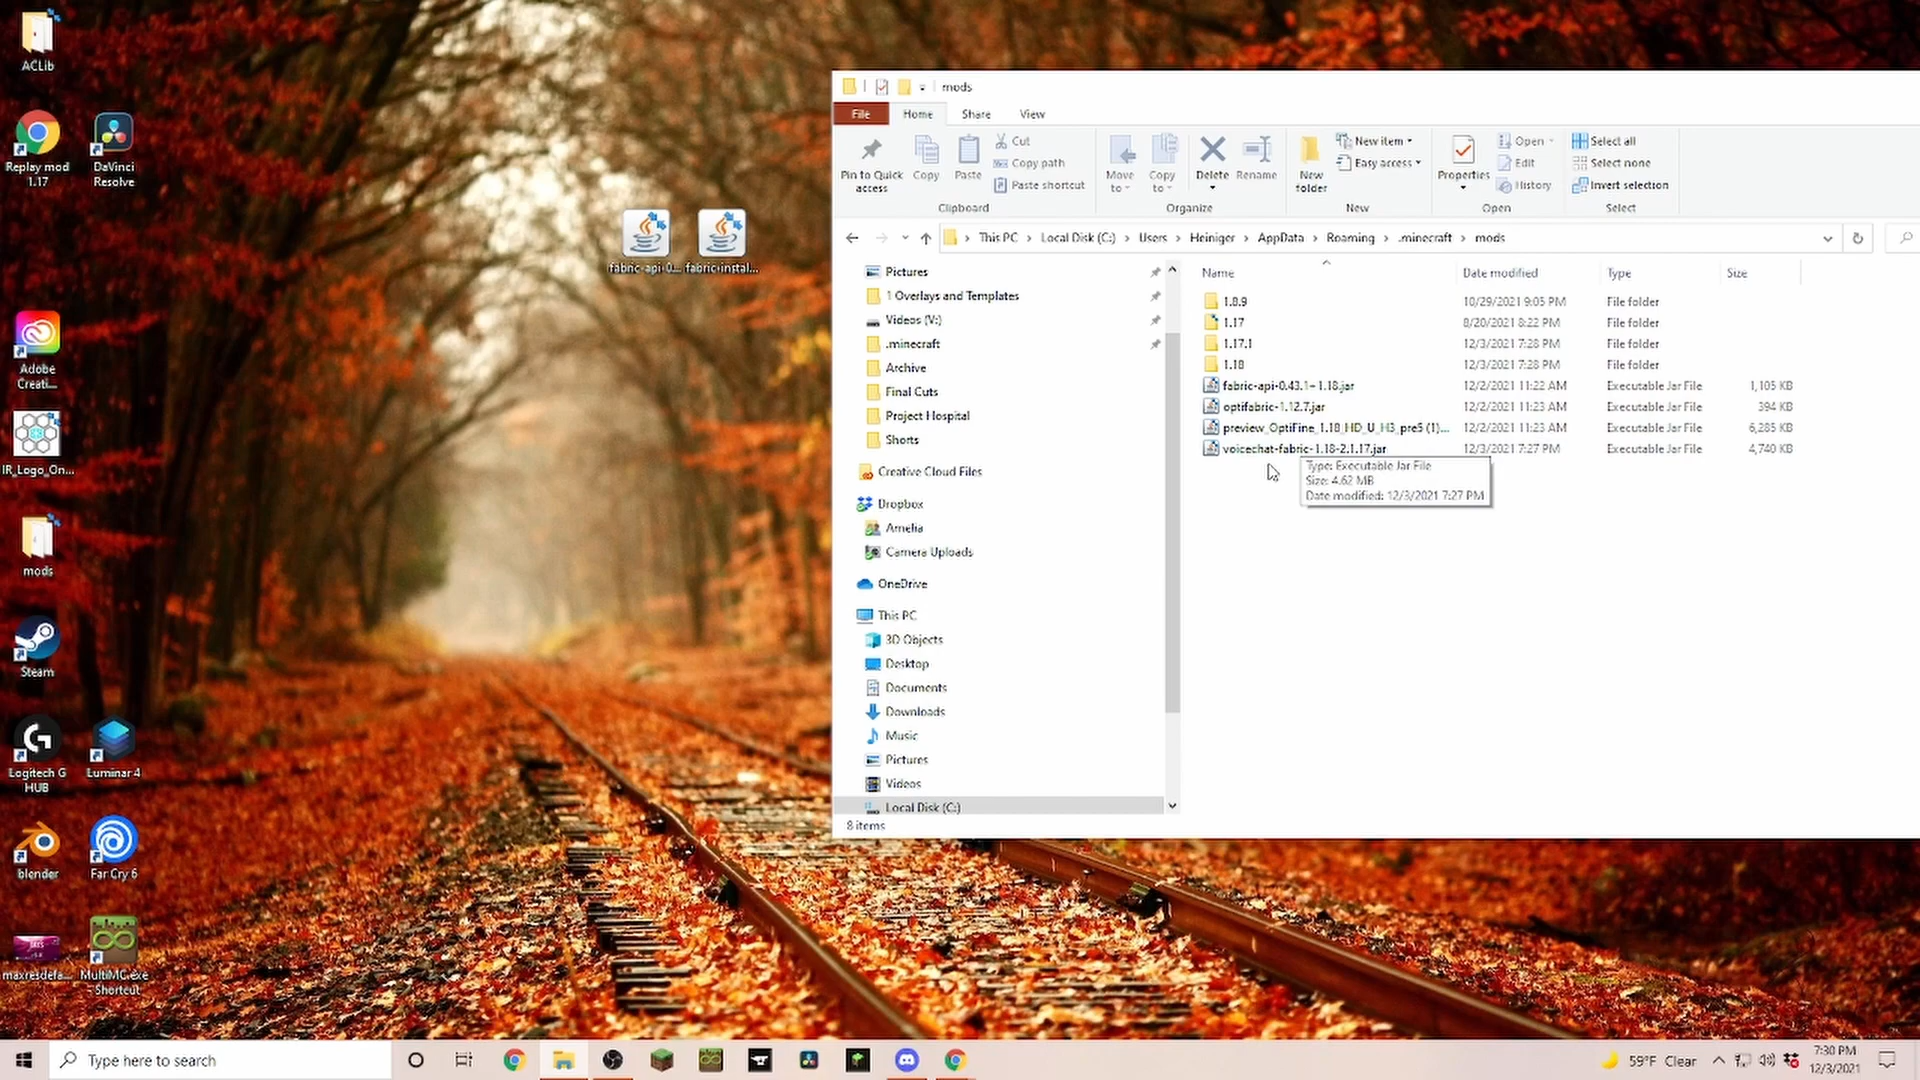 ACLib
Replay mod
1.17
DaVinci
Resolve
Adobe
Creati...
IR_Logo_On...
mods
Steam
Logitech G
HUB
Luminar 4
blender
Far Cry 6
maxresdefa...
MultiMC.exe
- Shortcut
fabric-api-0...
fabric-instal...
mods
File
Home
Share
View
Pin to Quick
access
Copy
Paste
Cut
Copy path
Paste shortcut
Clipboard
Move
to
Copy
to
Delete
Rename
Organize
New
folder
New item
Easy access
New
Properties
Open
Edit
History
Open
Select all
Select none
Invert selection
Select
This PC
Local Disk (C:)
Users
Heiniger
AppData
Roaming
.minecraft
mods
Pictures
1 Overlays and Templates
Videos (V:)
.minecraft
Archive
Final Cuts
Project Hospital
Shorts
Creative Cloud Files
Dropbox
Amelia
Camera Uploads
OneDrive
This PC
3D Objects
Desktop
Documents
Downloads
Music
Pictures
Videos
Local Disk (C:)
8 items
Name Date modified Type Size
1.8.9 10/29/2021 9:05 PM File folder
1.17 8/20/2021 8:22 PM File folder
1.17.1 12/3/2021 7:28 PM File folder
1.18 12/3/2021 7:28 PM File folder
fabric-api-0.43.1+1.18.jar 12/2/2021 11:22 AM Executable Jar File 1,105 KB
optifabric-1.12.7.jar 12/2/2021 11:23 AM Executable Jar File 394 KB
preview_OptiFine_1.18_HD_U_H3_pre5 (1)... 12/2/2021 11:23 AM Executable Jar File 6,285 KB
voicechat-fabric-1.18-2.1.17.jar 12/3/2021 7:27 PM Executable Jar File 4,740 KB
Type: Executable Jar File
Size: 4.62 MB
Date modified: 12/3/2021 7:27 PM
Type here to search
59°F Clear
7:30 PM
12/3/2021